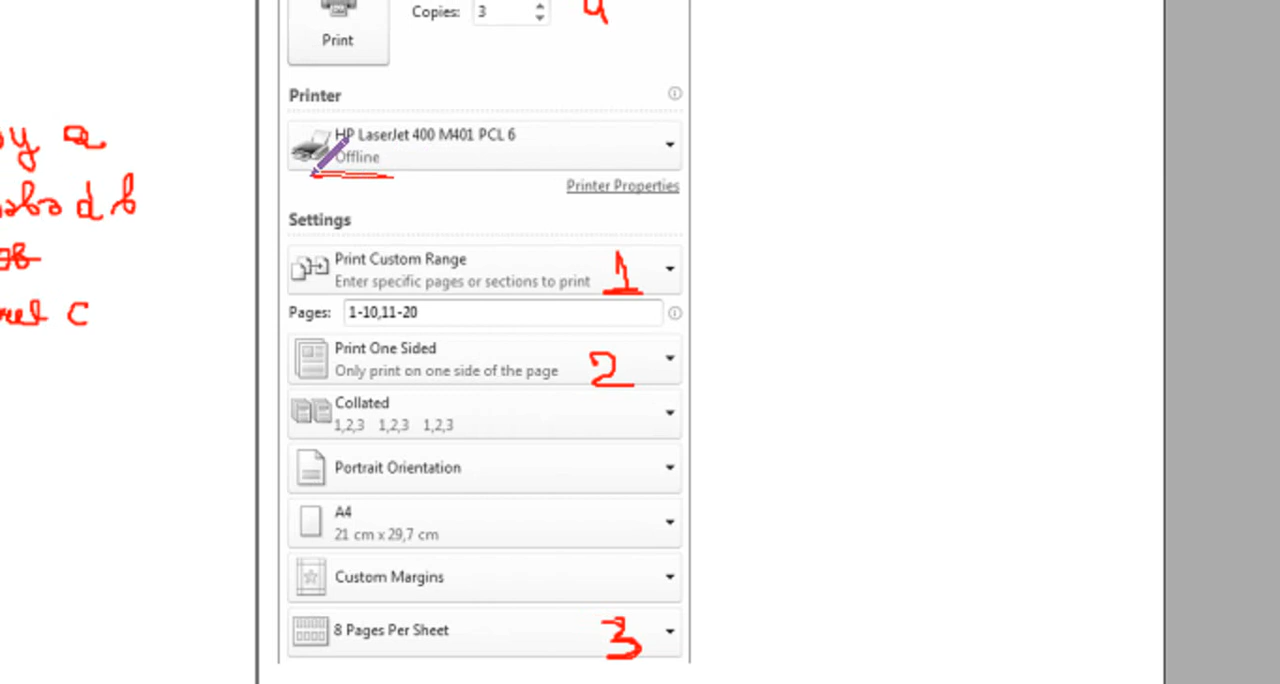 Copies: 3 4
Print
Printer
HP LaserJet 400 M401 PCL 6
Offline
Printer Properties
Settings
Print Custom Range
Enter specific pages or sections to print 1
Pages: 1-10,11-20
Print One Sided
Only print on one side of the page 2
Collated
1,2,3 1,2,3 1,2,3
Portrait Orientation
A4
21 cm x 29,7 cm
Custom Margins
8 Pages Per Sheet 3
a
d b
c